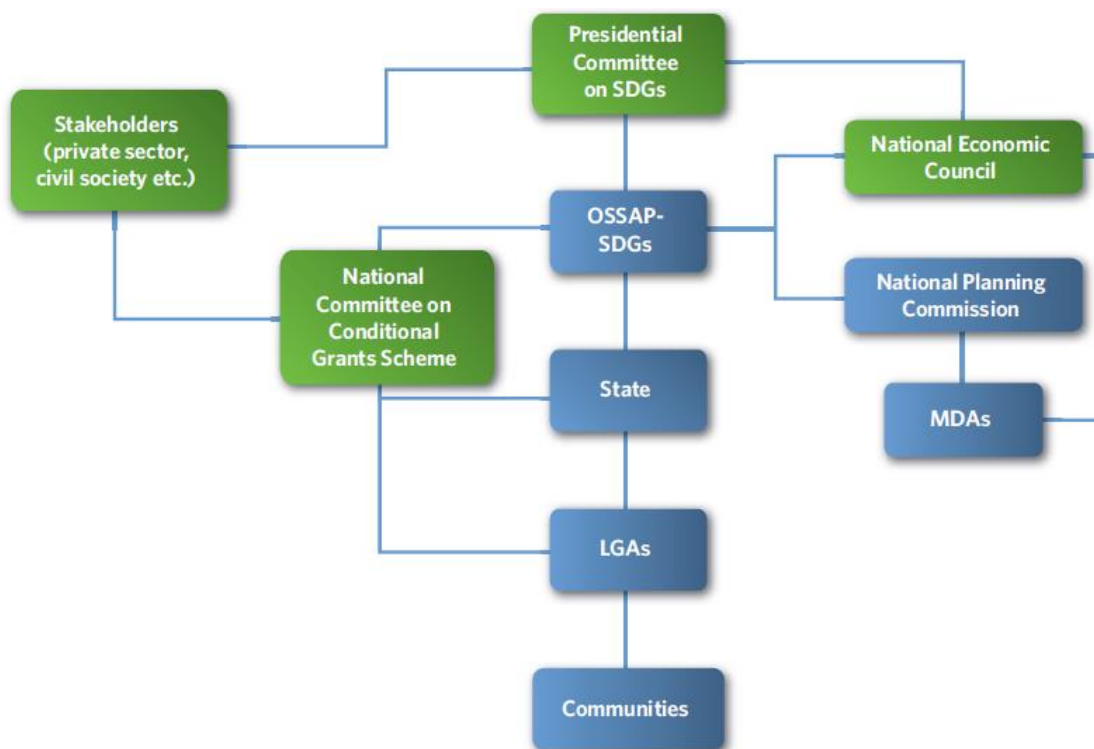 Presidential
Committee
on SDGs
Stakeholders
(private sector,
civil society etc.)
National Economic
Council
OSSAP-
SDGs
National
Committee on
Conditional
Grants Scheme
National Planning
Commission
State
MDAs
LGAs
Communities